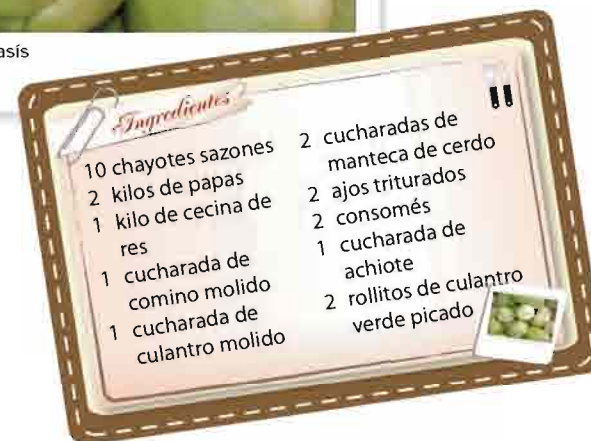 asís
Ingredientes
10 chayotes sazones
2 kilos de papas
1 kilo de cecina de
res
1 cucharada de
comino molido
1 cucharada de
culantro molido
2 cucharadas de
manteca de cerdo
2 ajos triturados
2 consomés
1 cucharada de
achiote
2 rollitos de culantro
verde picado